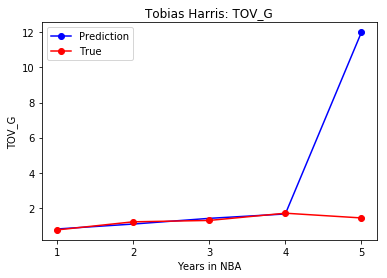 Tobias Harris: TOV_G
Prediction
True
12
10
8
6
4
2
TOV_G
1 2 3 4 5
Years in NBA